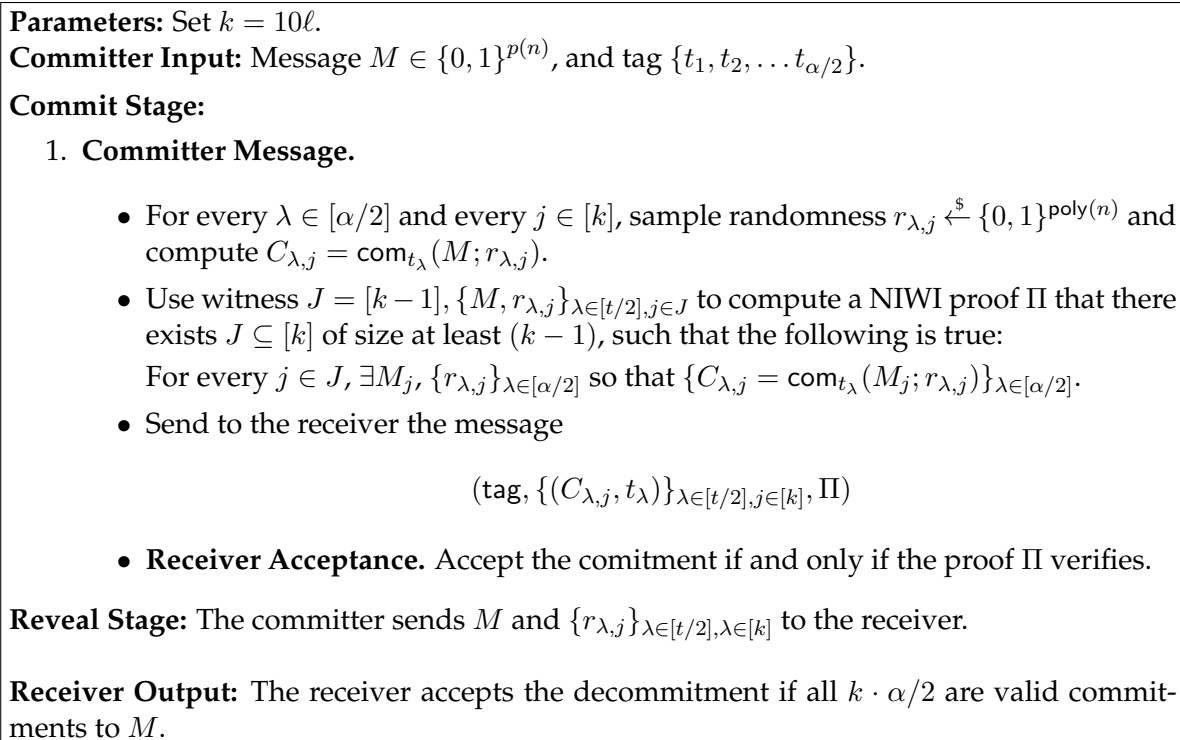 Parameters: Set k = 10ℓ.
Committer Input: Message M ∈ {0, 1}^{p(n)}, and tag {t_1, t_2, . . . t_{α/2}}.
Commit Stage:
1. Committer Message.
• For every λ ∈ [α/2] and every j ∈ [k], sample randomness r_{λ,j} \xleftarrow{$} {0, 1}^{poly(n)} and
compute C_{λ,j} = com_{t_λ}(M; r_{λ,j}).
• Use witness J = [k − 1], {M, r_{λ,j}}_{λ∈[t/2],j∈J} to compute a NIWI proof Π that there
exists J ⊆ [k] of size at least (k − 1), such that the following is true:
For every j ∈ J, ∃M_j, {r_{λ,j}}_{λ∈[α/2]} so that {C_{λ,j} = com_{t_λ}(M_j; r_{λ,j})}_{λ∈[α/2]}.
• Send to the receiver the message
(tag, {(C_{λ,j}, t_λ)}_{λ∈[t/2],j∈[k]}, Π)
• Receiver Acceptance. Accept the comitment if and only if the proof Π verifies.
Reveal Stage: The committer sends M and {r_{λ,j}}_{λ∈[t/2],λ∈[k]} to the receiver.
Receiver Output: The receiver accepts the decommitment if all k · α/2 are valid commit-
ments to M.